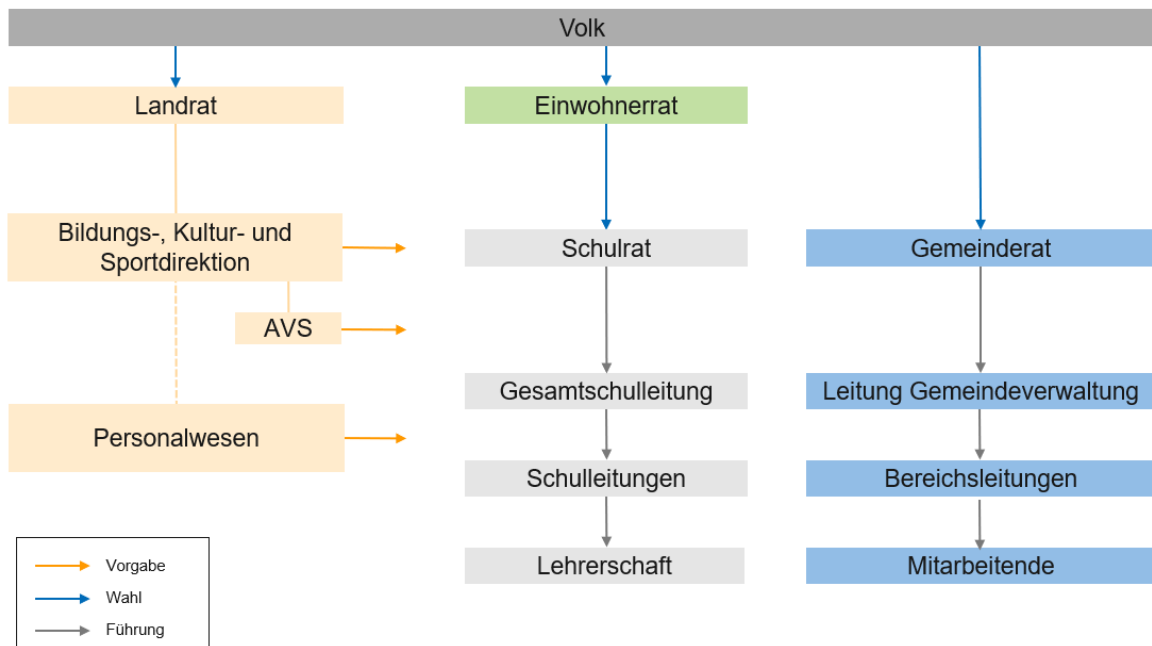 Volk
Landrat
Einwohnerrat
Bildungs-, Kultur- und
Sportdirektion
Schulrat
Gemeinderat
AVS
Gesamtschulleitung
Leitung Gemeindeverwaltung
Personalwesen
Schulleitungen
Bereichsleitungen
Lehrerschaft
Mitarbeitende
Vorgabe
Wahl
Führung